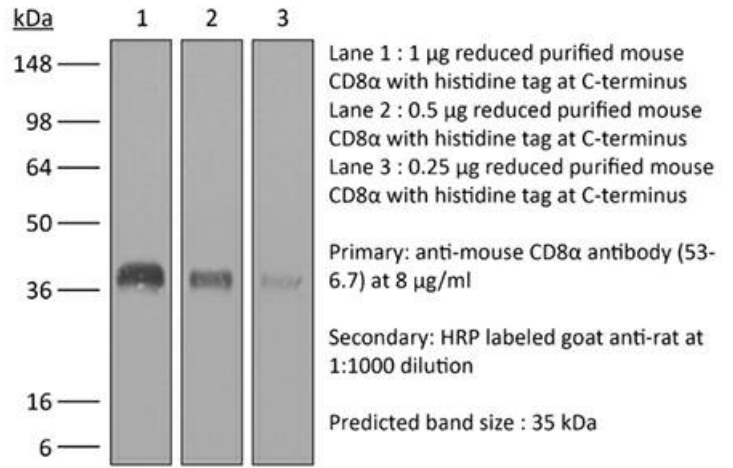 kDa 1 2 3
148
98
64
50
36
16
6
Lane 1 : 1 µg reduced purified mouse
CD8α with histidine tag at C-terminus
Lane 2 : 0.5 µg reduced purified mouse
CD8α with histidine tag at C-terminus
Lane 3 : 0.25 µg reduced purified mouse
CD8α with histidine tag at C-terminus
Primary: anti-mouse CD8α antibody (53-
6.7) at 8 µg/ml
Secondary: HRP labeled goat anti-rat at
1:1000 dilution
Predicted band size : 35 kDa